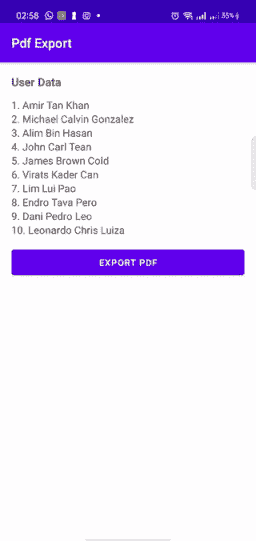 02:58
35%
Pdf Export
User Data
1. Amir Tan Khan
2. Michael Calvin Gonzalez
3. Alim Bin Hasan
4. John Carl Tean
5. James Brown Cold
6. Virats Kader Can
7. Lim Lui Pao
8. Endro Tava Pero
9. Dani Pedro Leo
10. Leonardo Chris Luiza
EXPORT PDF